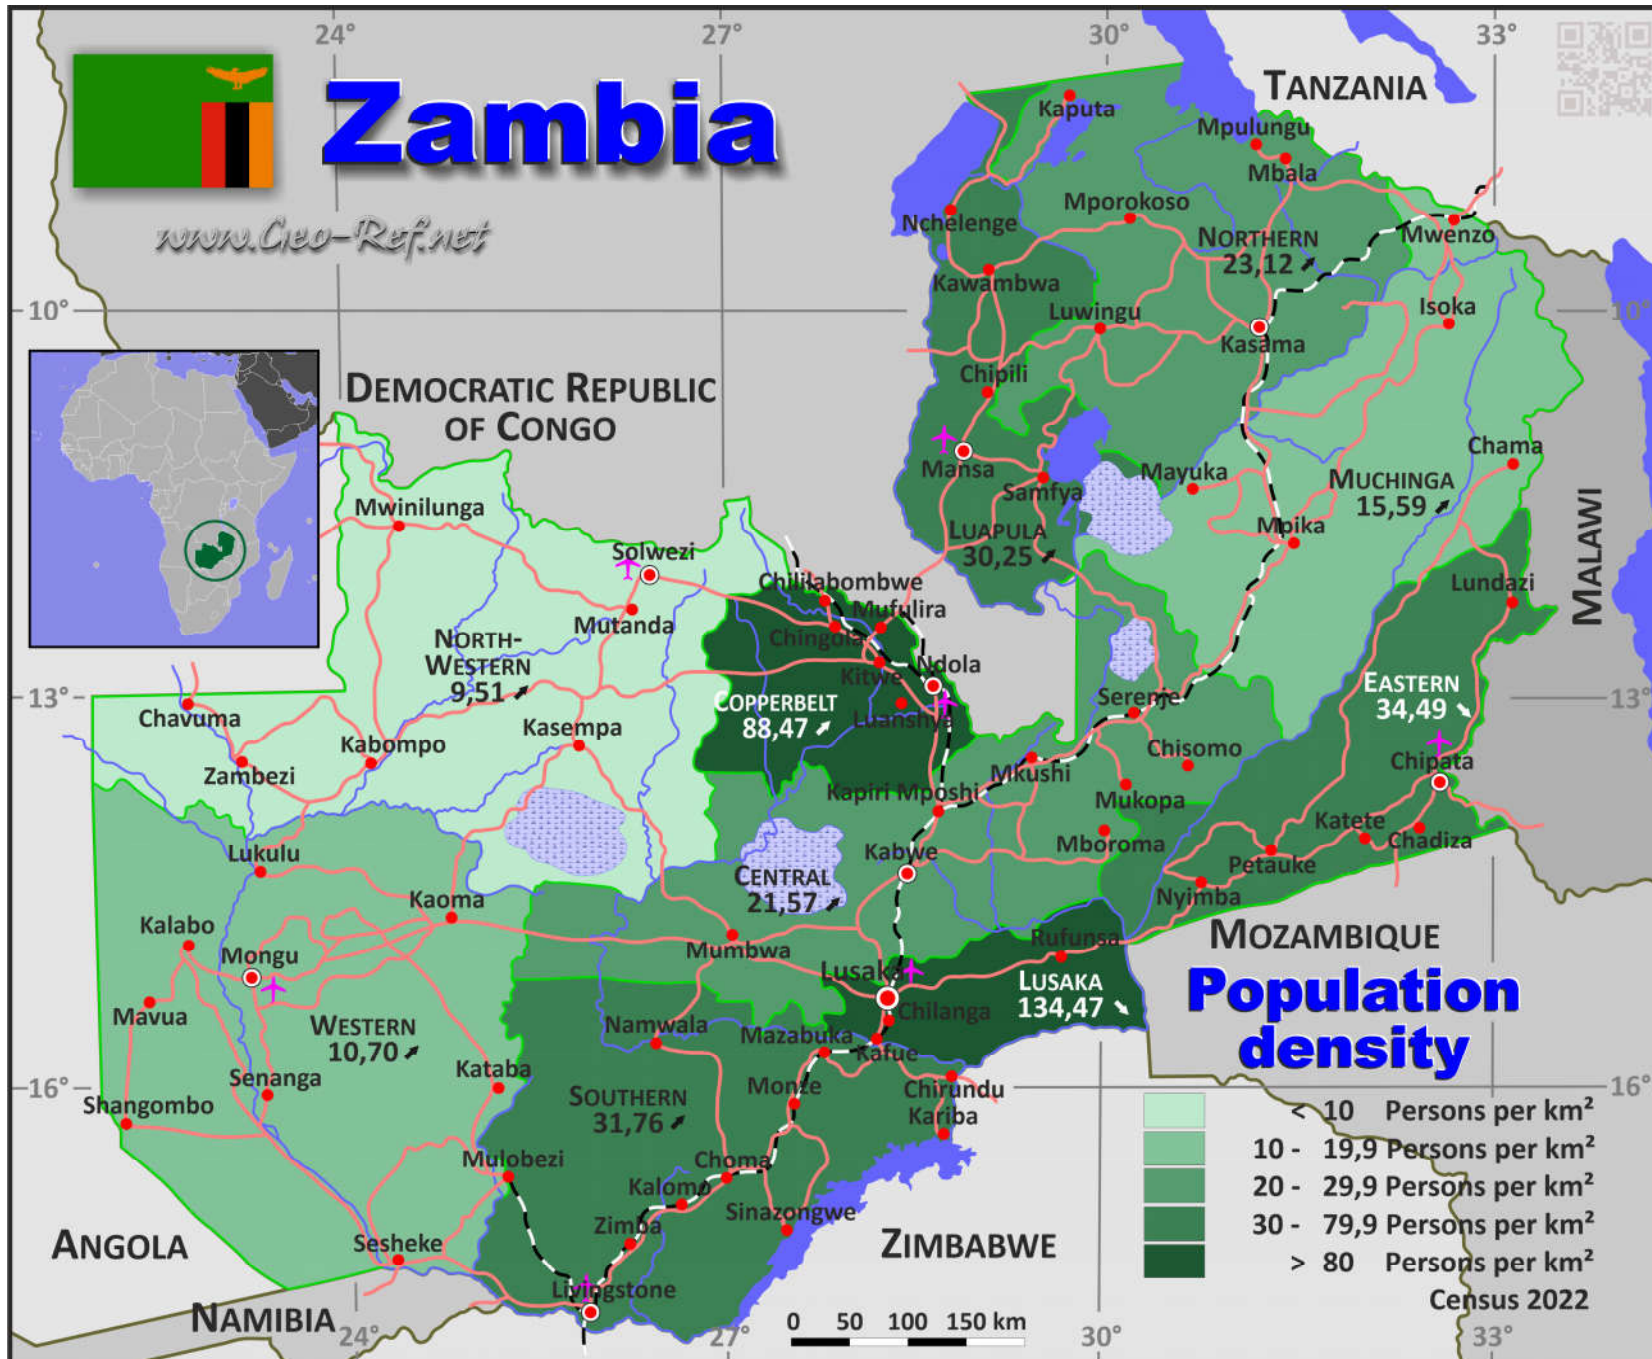 24°
27°
30°
33°
Zambia
www.Geo-Ref.net
TANZANIA
Kaputa
Mpulungu
Mbala
Nchelenge
Mporokoso
NORTHERN
23,12
Mwenzo
Kawambwa
10°
10°
Luwingu
Isoka
Kasama
DEMOCRATIC REPUBLIC
OF CONGO
Chipili
Mansa
Samfya
Mayuka
Chama
MUCHINGA
15,59
Mwinilunga
LUAPULA
30,25
Mpika
MALAWI
Solwezi
Chililabombwe
Mufulira
Lundazi
Mutanda
Chingola
NORTH-
WESTERN
9,51
Kitwe
Ndola
13°
13°
Chavuma
COPPERBELT
88,47
Luanshya
Serenje
EASTERN
34,49
Kasempa
Kabompo
Zambezi
Chisomo
Chipata
Mkushi
Kapiri Mposhi
Mukopa
Lukulu
Kabwe
Mboroma
Katete
Chadiza
Petauke
CENTRAL
21,57
Nyimba
Kaoma
Kalabo
Mongu
Mumbwa
Rufunsa
MOZAMBIQUE
Lusaka
LUSAKA
134,47
Population
density
Mavua
WESTERN
10,70
Namwala
Chilanga
Mazabuka
Kafue
Senanga
Kataba
Monze
Chirundu
16°
16°
Shangombo
SOUTHERN
31,76
Kariba
< 10 Persons per km²
10 - 19,9 Persons per km²
20 - 29,9 Persons per km²
30 - 79,9 Persons per km²
> 80 Persons per km²
Census 2022
Mulobezi
Choma
Kalomo
Sinazongwe
Zimba
ANGOLA
Sesheke
ZIMBABWE
Livingstone
NAMIBIA
0 50 100 150 km
24°
27°
30°
33°